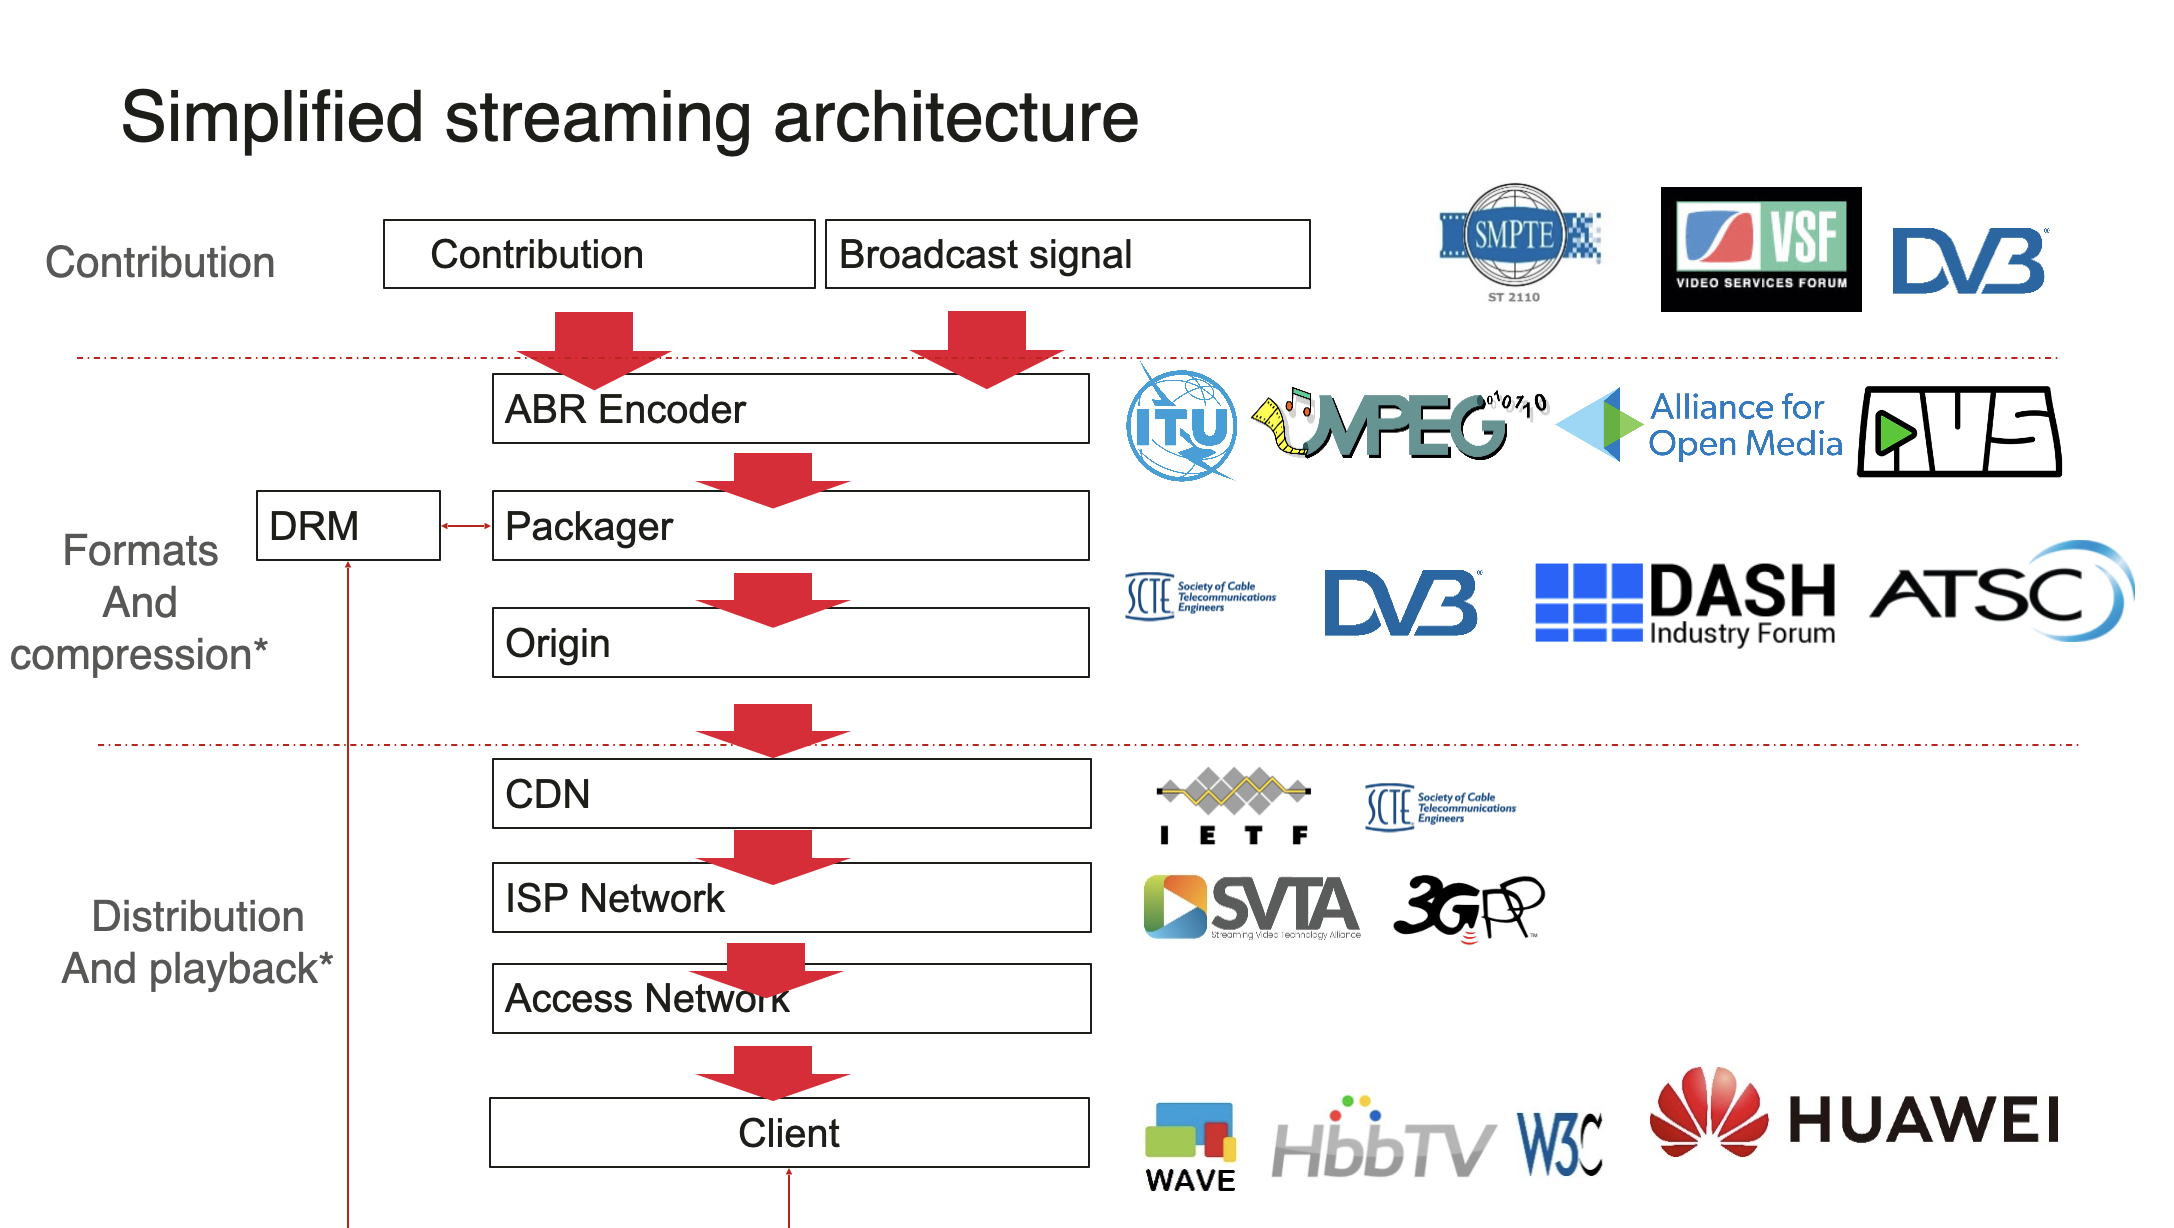 Simplified streaming architecture
Contribution
Contribution
Broadcast signal
SMPTE
ST 2110
VSF
VIDEO SERVICES FORUM
DVB
ABR Encoder
ITU
MPEG
0010110
Alliance for
Open Media
AVS
Formats
And
compression*
DRM
Packager
Origin
SCTE
Society of Cable
Telecommunications
Engineers
DVB
DASH
Industry Forum
ATSC
Distribution
And playback*
CDN
ISP Network
Access Network
Client
IETF
SCTE
Society of Cable
Telecommunications
Engineers
SVTA
Streaming Video Technology Alliance
3GPP
TM
WAVE
HbbTV
W3C
HUAWEI